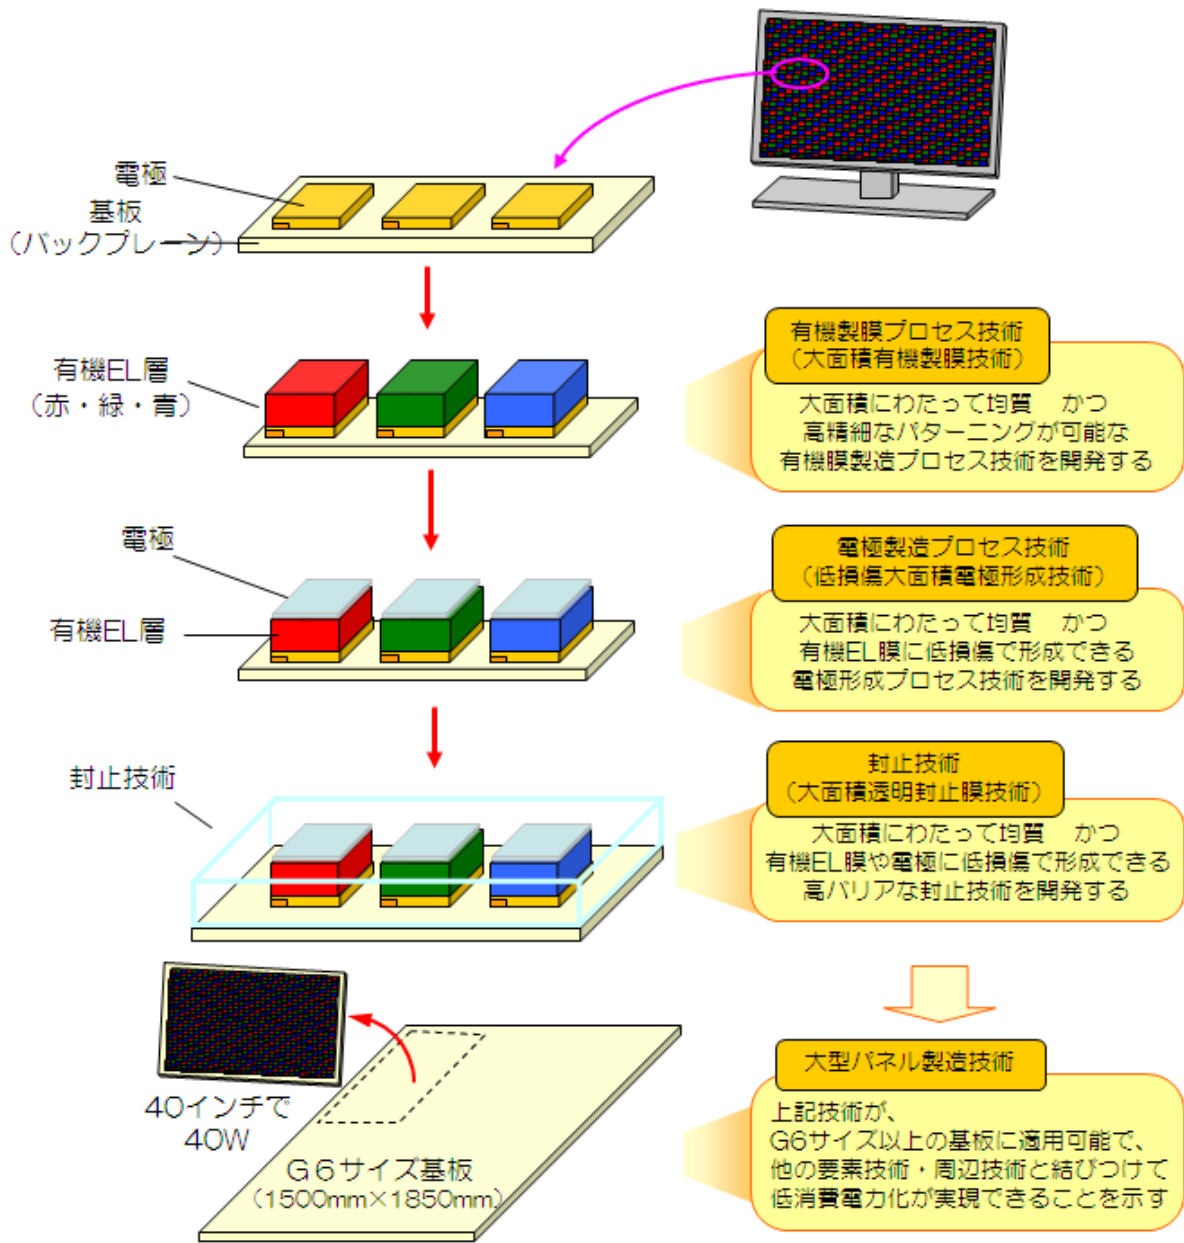 電極
基板
（バックプレーン）
有機EL層
（赤・緑・青）
有機製膜プロセス技術
（大面積有機製膜技術）
大面積にわたって均質　かつ
高精細なパターニングが可能な
有機膜製造プロセス技術を開発する
電極
有機EL層
電極製造プロセス技術
（低損傷大面積電極形成技術）
大面積にわたって均質　かつ
有機EL膜に低損傷で形成できる
電極形成プロセス技術を開発する
封止技術
封止技術
（大面積透明封止膜技術）
大面積にわたって均質　かつ
有機EL膜や電極に低損傷で形成できる
高バリアな封止技術を開発する
40インチで
40W
G６サイズ基板
（1500mm×1850mm）
大型パネル製造技術
上記技術が、
G6サイズ以上の基板に適用可能で、
他の要素技術・周辺技術と結びつけて
低消費電力化が実現できることを示す